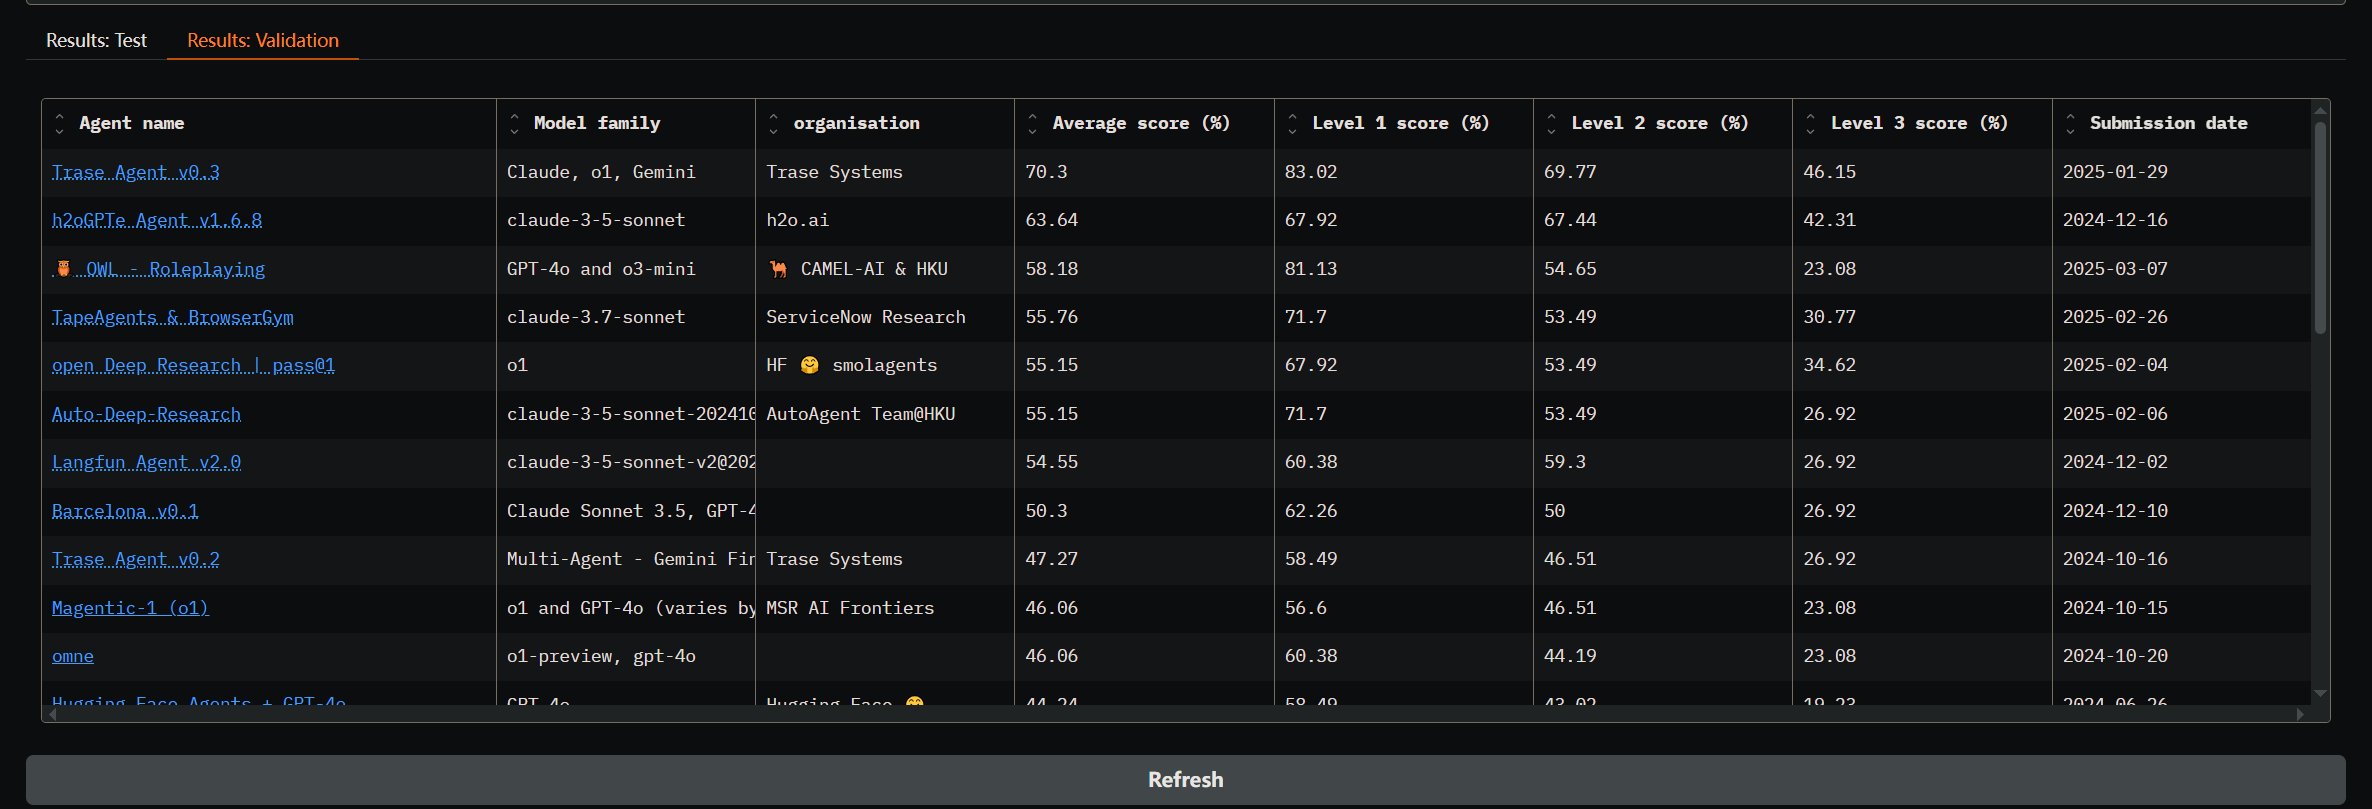 Results: Test Results: Validation
Agent name Model family organisation Average score (%) Level 1 score (%) Level 2 score (%) Level 3 score (%) Submission date
Trase Agent v0.3 Claude, o1, Gemini Trase Systems 70.3 83.02 69.77 46.15 2025-01-29
h2oGPTe Agent v1.6.8 claude-3-5-sonnet h2o.ai 63.64 67.92 67.44 42.31 2024-12-16
🦉 OWL - Roleplaying GPT-4o and o3-mini 🐫 CAMEL-AI & HKU 58.18 81.13 54.65 23.08 2025-03-07
TapeAgents & BrowserGym claude-3.7-sonnet ServiceNow Research 55.76 71.7 53.49 30.77 2025-02-26
open Deep Research | pass@1 o1 HF 🤗 smolagents 55.15 67.92 53.49 34.62 2025-02-04
Auto-Deep-Research claude-3-5-sonnet-202410 AutoAgent Team@HKU 55.15 71.7 53.49 26.92 2025-02-06
Langfun Agent v2.0 claude-3-5-sonnet-v2@202 54.55 60.38 59.3 26.92 2024-12-02
Barcelona v0.1 Claude Sonnet 3.5, GPT-4 50.3 62.26 50 26.92 2024-12-10
Trase Agent v0.2 Multi-Agent - Gemini Fir Trase Systems 47.27 58.49 46.51 26.92 2024-10-16
Magentic-1 (o1) o1 and GPT-4o (varies by MSR AI Frontiers 46.06 56.6 46.51 23.08 2024-10-15
omne o1-preview, gpt-4o 46.06 60.38 44.19 23.08 2024-10-20
Hugging Face Agents + GPT-4o GPT-4o Hugging Face 🤗 44.24 58.49 43.02 19.23 2024-06-26
Refresh